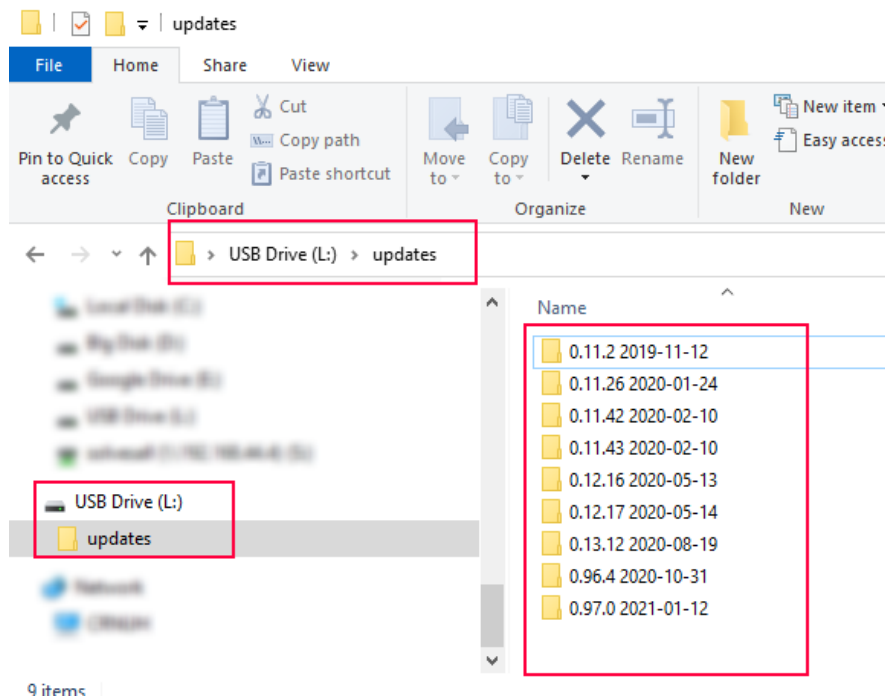 updates
File Home Share View
Pin to Quick access
Copy
Paste
Cut
Copy path
Paste shortcut
Clipboard
Move to
Copy to
Delete
Rename
Organize
New folder
New item
Easy access
New
USB Drive (L:) updates
USB Drive (L:)
updates
Name
0.11.2 2019-11-12
0.11.26 2020-01-24
0.11.42 2020-02-10
0.11.43 2020-02-10
0.12.16 2020-05-13
0.12.17 2020-05-14
0.13.12 2020-08-19
0.96.4 2020-10-31
0.97.0 2021-01-12
9 items